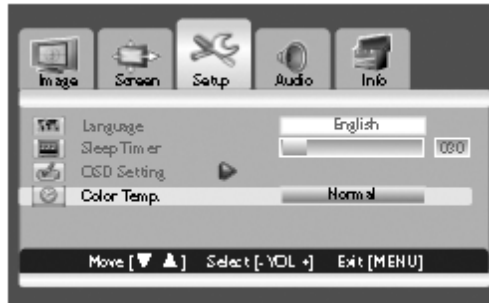 Image Screen Setup Audio Info
Language English
Sleep Timer 030
OSD Setting
Color Temp. Normal
Move [▼ ▲] Select [- VOL +] Exit [MENU]